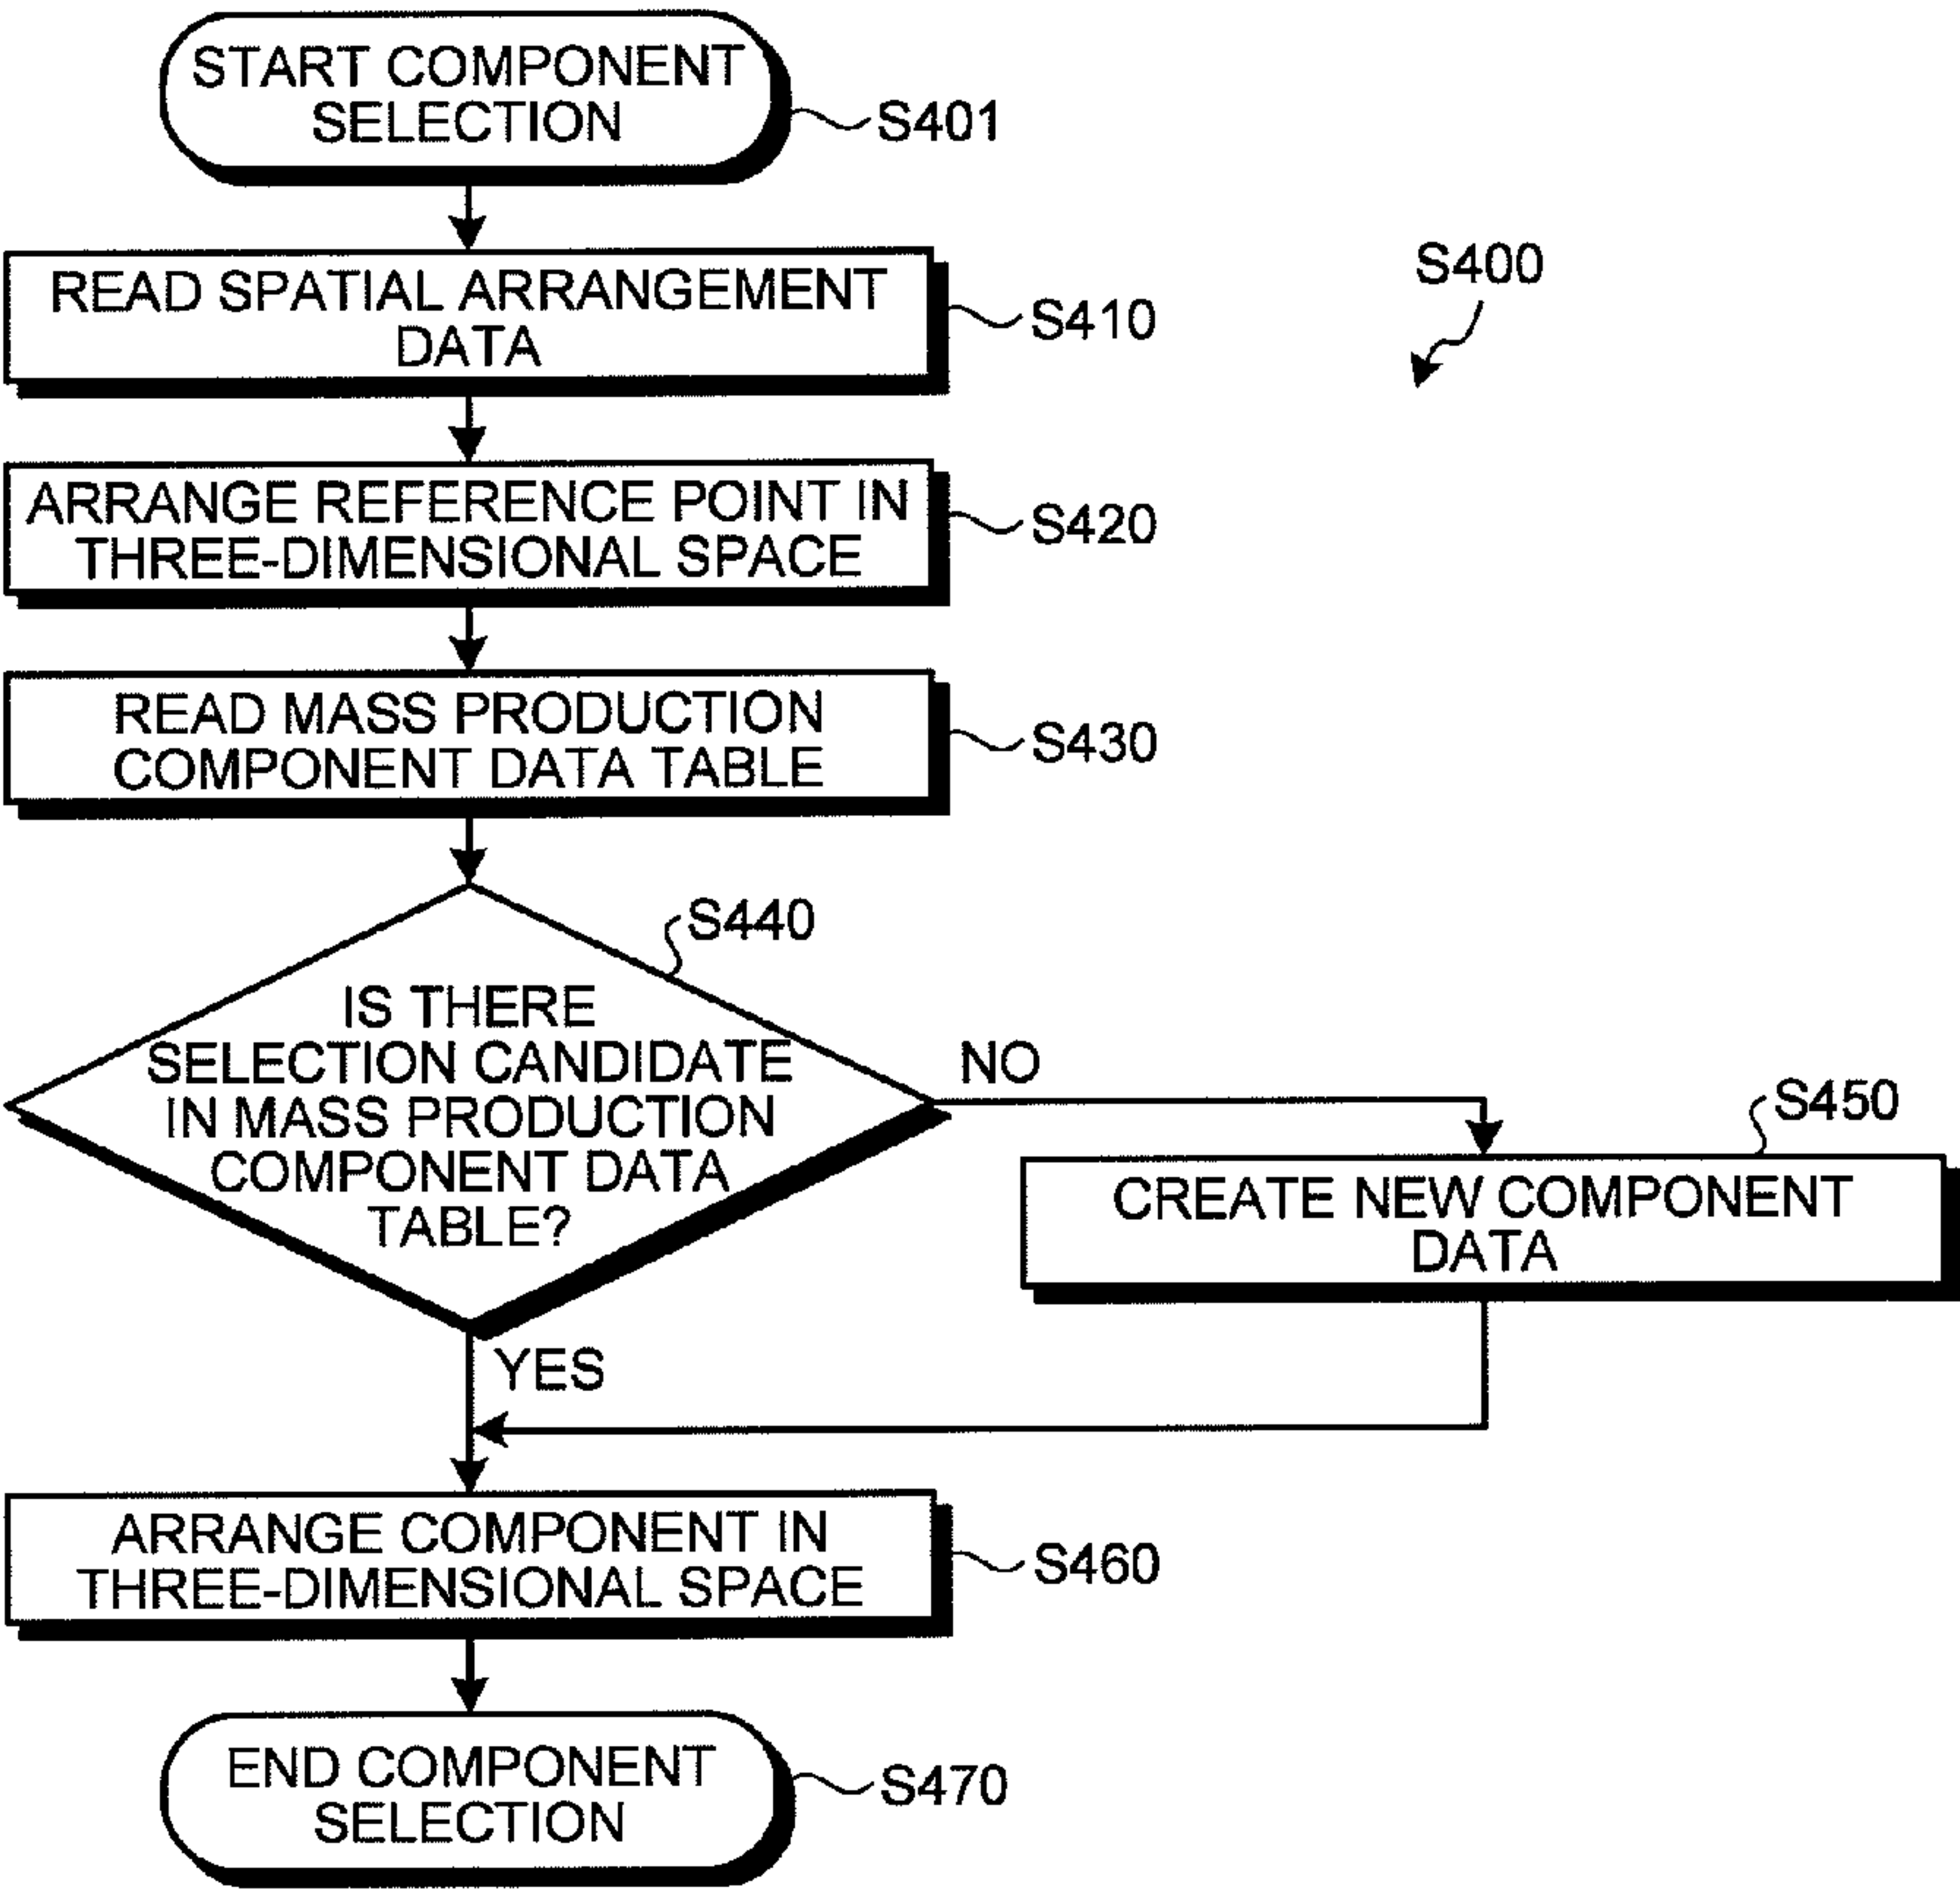 START COMPONENT
SELECTION
S401
S400
READ SPATIAL ARRANGEMENT
DATA
S410
ARRANGE REFERENCE POINT IN
THREE-DIMENSIONAL SPACE
S420
READ MASS PRODUCTION
COMPONENT DATA TABLE
S430
S440
IS THERE
SELECTION CANDIDATE
IN MASS PRODUCTION
COMPONENT DATA
TABLE?
NO
S450
CREATE NEW COMPONENT
DATA
YES
ARRANGE COMPONENT IN
THREE-DIMENSIONAL SPACE
S460
END COMPONENT
SELECTION
S470